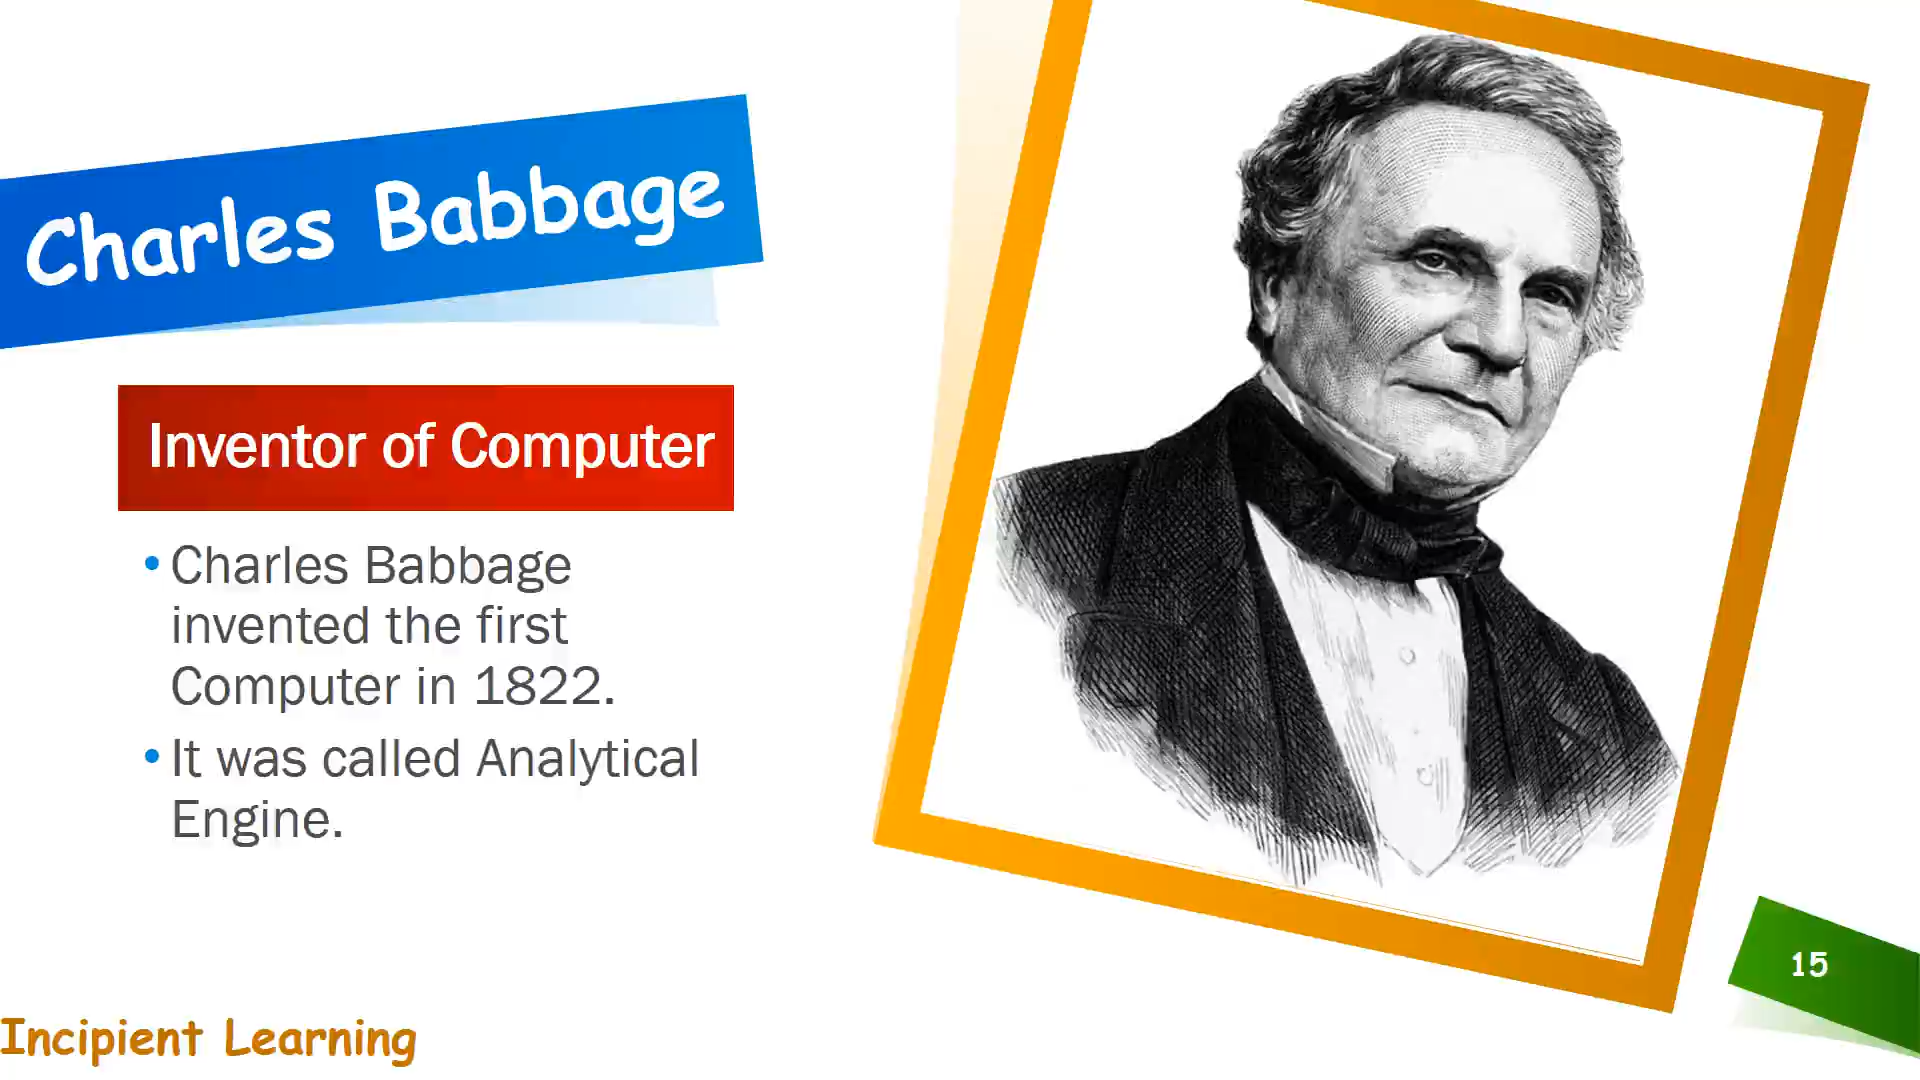 Charles Babbage
Inventor of Computer
• Charles Babbage
invented the first
Computer in 1822.
• It was called Analytical
Engine.
15
Incipient Learning